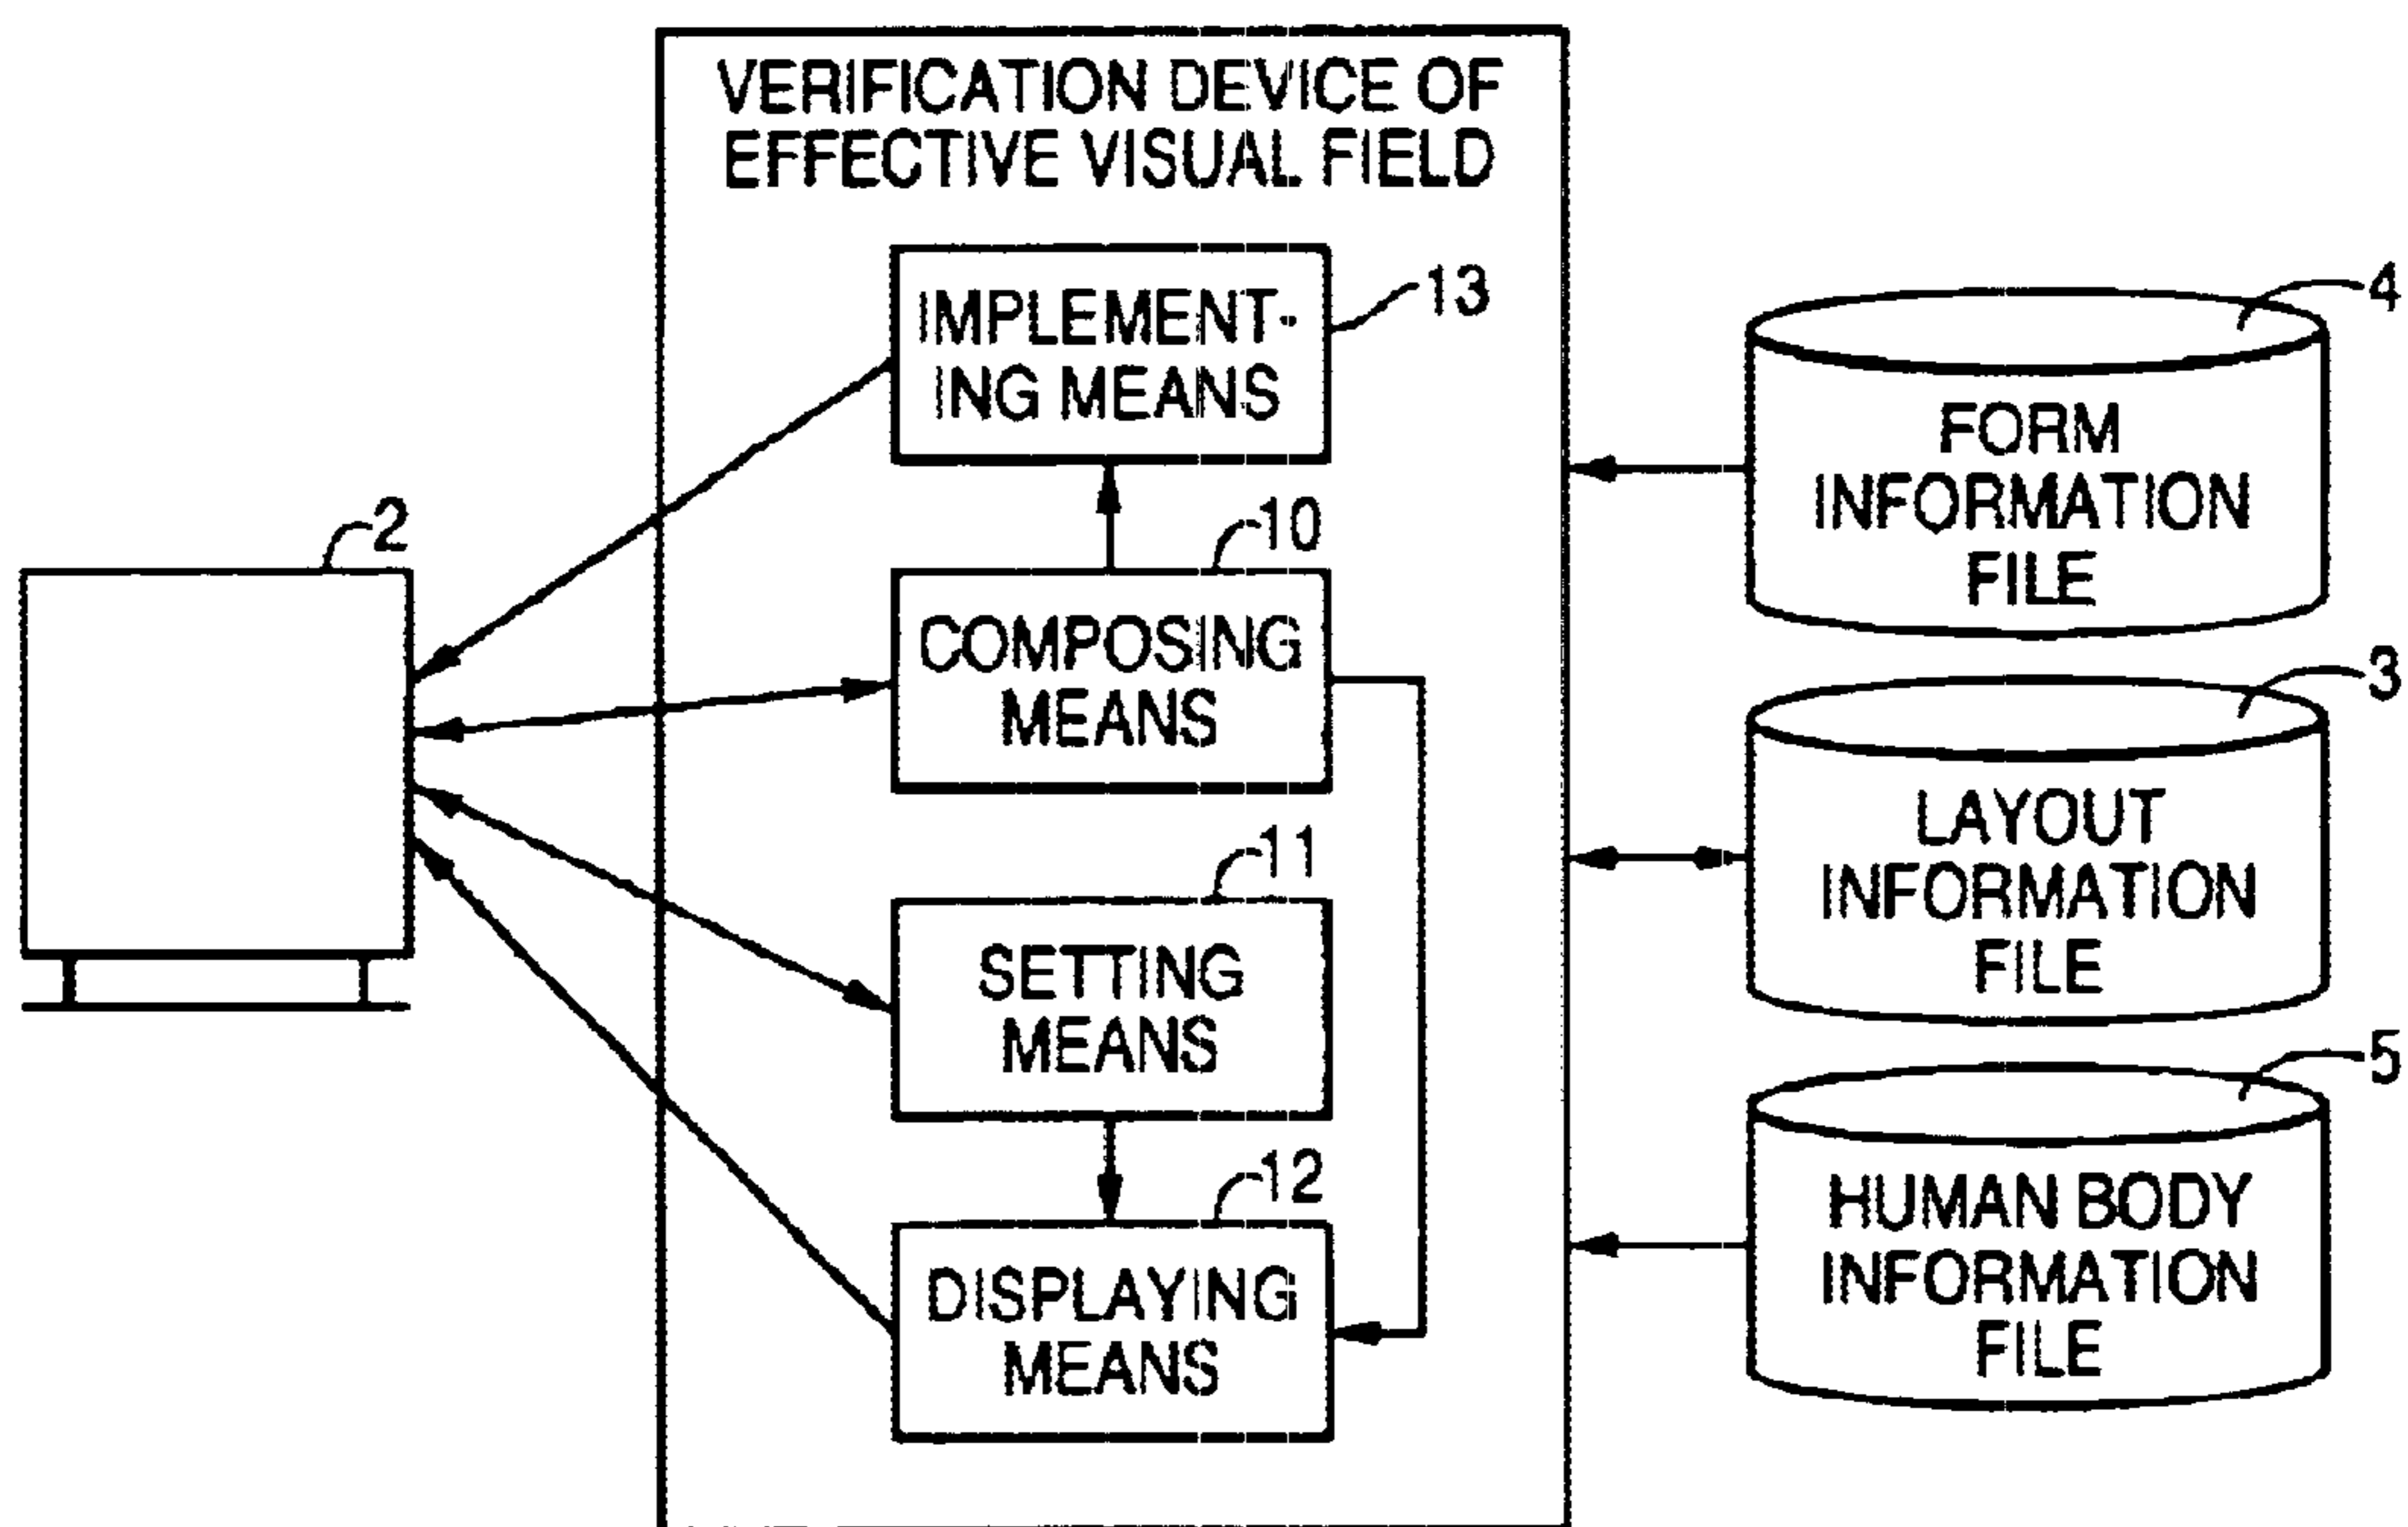 VERIFICATION DEVICE OF
EFFECTIVE VISUAL FIELD
IMPLEMENT-
ING MEANS
13
2
10
COMPOSING
MEANS
11
SETTING
MEANS
12
DISPLAYING
MEANS
4
FORM
INFORMATION
FILE
3
LAYOUT
INFORMATION
FILE
5
HUMAN BODY
INFORMATION
FILE